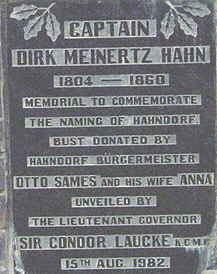 CAPTAIN
DIRK MEINERTZ HAHN
1804 — 1860
MEMORIAL TO COMMEMORATE
THE NAMING OF HAHNDORF.
BUST DONATED BY
HAHNDORF BÜRGERMEISTER
OTTO SAMES AND HIS WIFE ANNA
UNVEILED BY
THE LIEUTENANT GOVERNOR
SIR CONDOR LAUCKE K.C.M.G.
15TH AUG. 1982.